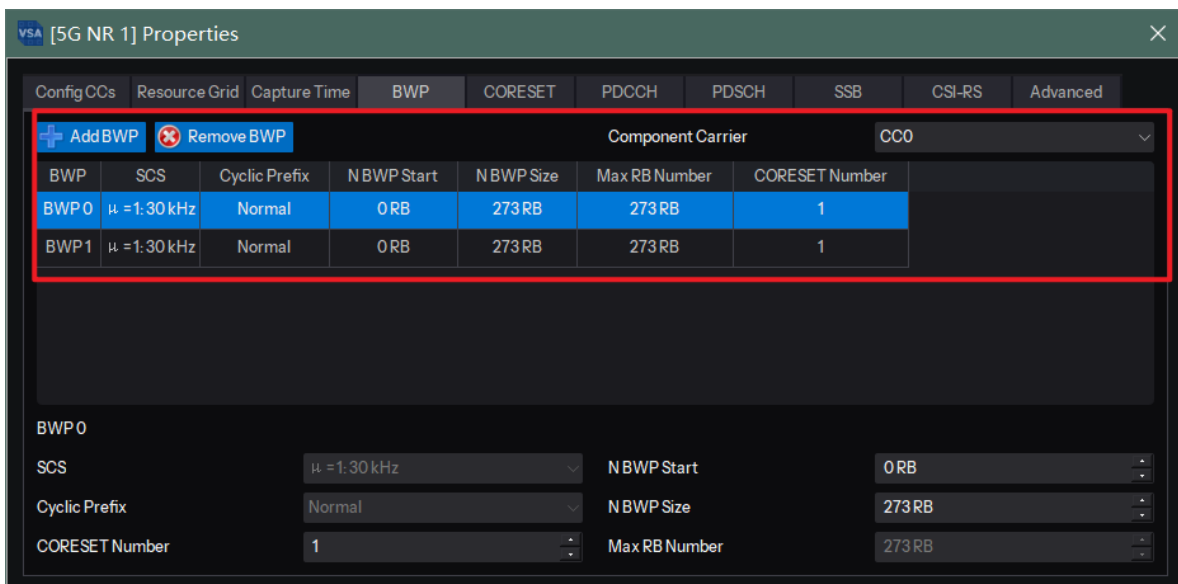 VSA [5G NR 1] Properties
Config CCs Resource Grid Capture Time BWP CORESET PDCCH PDSCH SSB CSI-RS Advanced
Add BWP Remove BWP Component Carrier CC0
BWP SCS Cyclic Prefix N BWP Start N BWP Size Max RB Number CORESET Number
BWP 0 μ =1: 30 kHz Normal 0 RB 273 RB 273 RB 1
BWP 1 μ =1: 30 kHz Normal 0 RB 273 RB 273 RB 1
BWP 0
SCS μ =1: 30 kHz N BWP Start 0 RB
Cyclic Prefix Normal N BWP Size 273 RB
CORESET Number 1 Max RB Number 273 RB